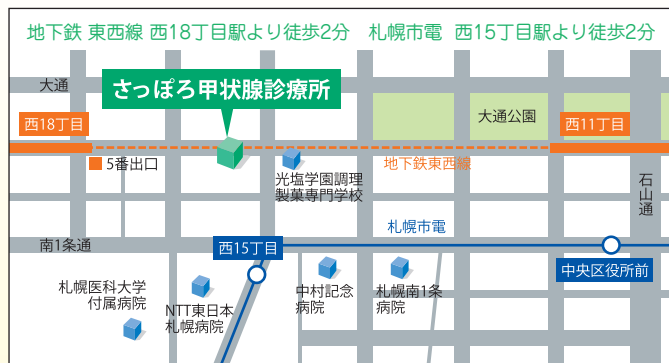 地下鉄 東西線 西18丁目駅より徒歩2分　札幌市電 西15丁目駅より徒歩2分
大通
さっぽろ甲状腺診療所
西18丁目
大通公園
西11丁目
5番出口
光塩学園調理
製菓専門学校
地下鉄東西線
石山通
札幌市電
南1条通
西15丁目
中央区役所前
札幌医科大学
付属病院
NTT東日本
札幌病院
中村記念
病院
札幌南1条
病院